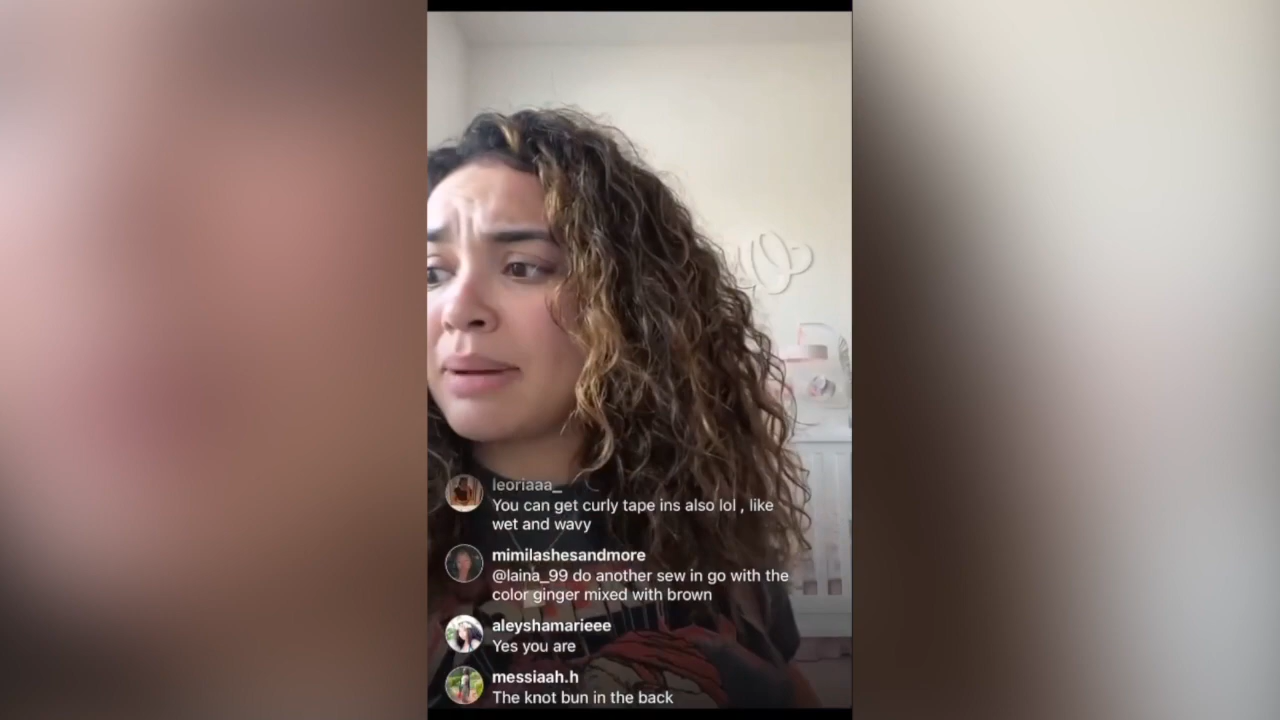 leoriaaa_
You can get curly tape ins also lol , like
wet and wavy
mimilashesandmore
@laina_99 do another sew in go with the
color ginger mixed with brown
aleyshamarieee
Yes you are
messiaah.h
The knot bun in the back